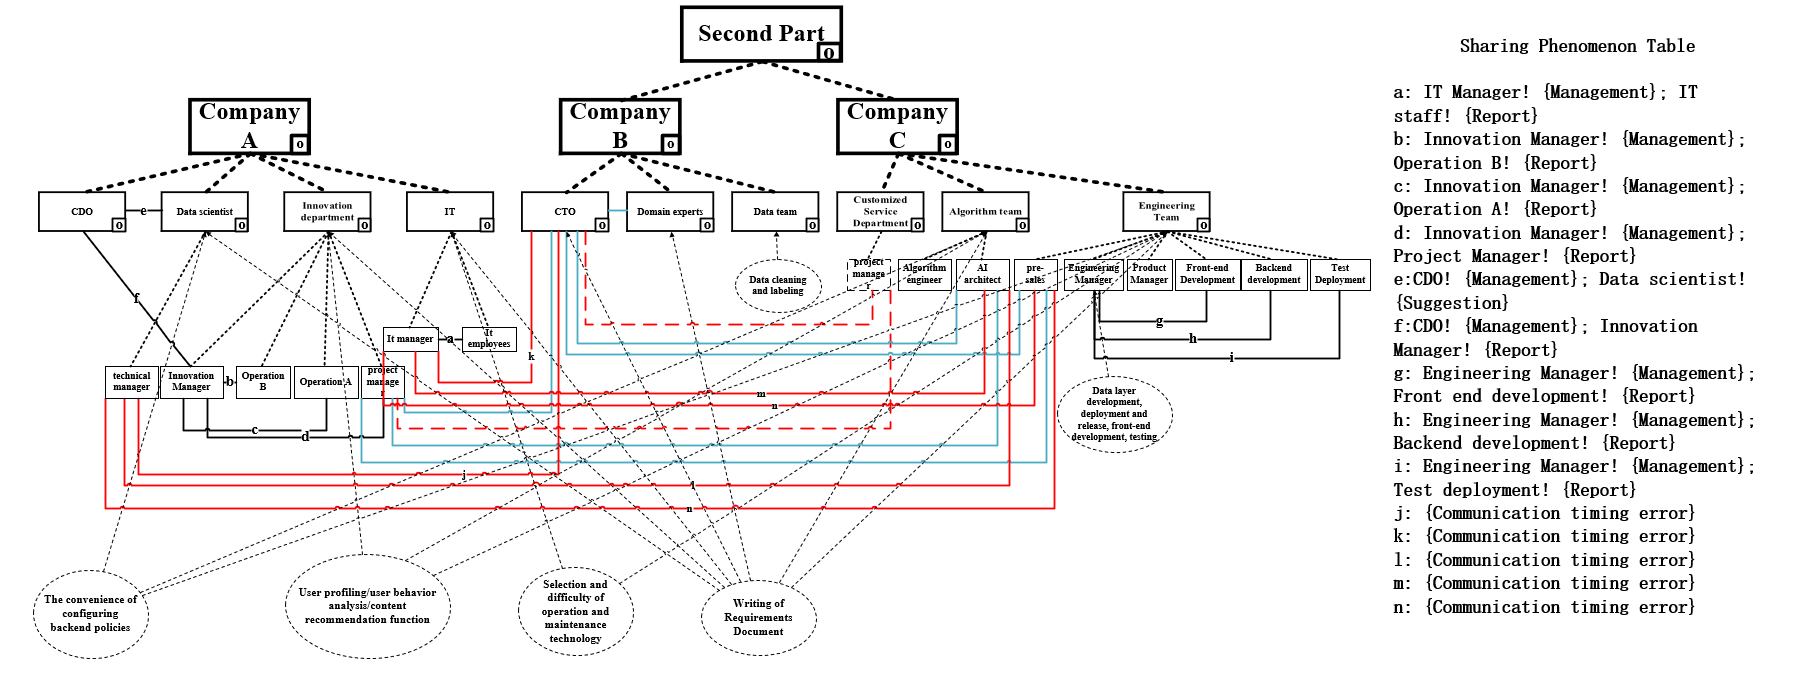 Second Part
o
Company
A
o
Company
B
o
Company
C
o
CDO
o
e
Data scientist
o
Innovation
department
o
IT
o
CTO
o
Domain experts
o
Data team
o
Customized
Service
Department
o
Algorithm team
o
Engineering
Team
o
Data cleaning
and labeling
project
manage
r
Algorithm
engineer
AI
architect
pre-
sales
Engineering
Manager
Product
Manager
Front-end
Development
Backend
development
Test
Deployment
f
g
h
i
It manager
a
It
employees
k
technical
manager
Innovation
Manager
b
Operation
B
Operation A
project
manage
r
m
n
c
d
j
l
n
Data layer
development,
deployment and
release, front-end
development, testing
The convenience of
configuring
backend policies
User profiling/user behavior
analysis/content
recommendation function
Selection and
difficulty of
operation and
maintenance
technology
Writing of
Requirements
Document
Sharing Phenomenon Table
a: IT Manager! {Management}; IT
staff! {Report}
b: Innovation Manager! {Management};
Operation B! {Report}
c: Innovation Manager! {Management};
Operation A! {Report}
d: Innovation Manager! {Management};
Project Manager! {Report}
e:CDO! {Management}; Data scientist!
{Suggestion}
f:CDO! {Management}; Innovation
Manager! {Report}
g: Engineering Manager! {Management};
Front end development! {Report}
h: Engineering Manager! {Management};
Backend development! {Report}
i: Engineering Manager! {Management};
Test deployment! {Report}
j: {Communication timing error}
k: {Communication timing error}
l: {Communication timing error}
m: {Communication timing error}
n: {Communication timing error}